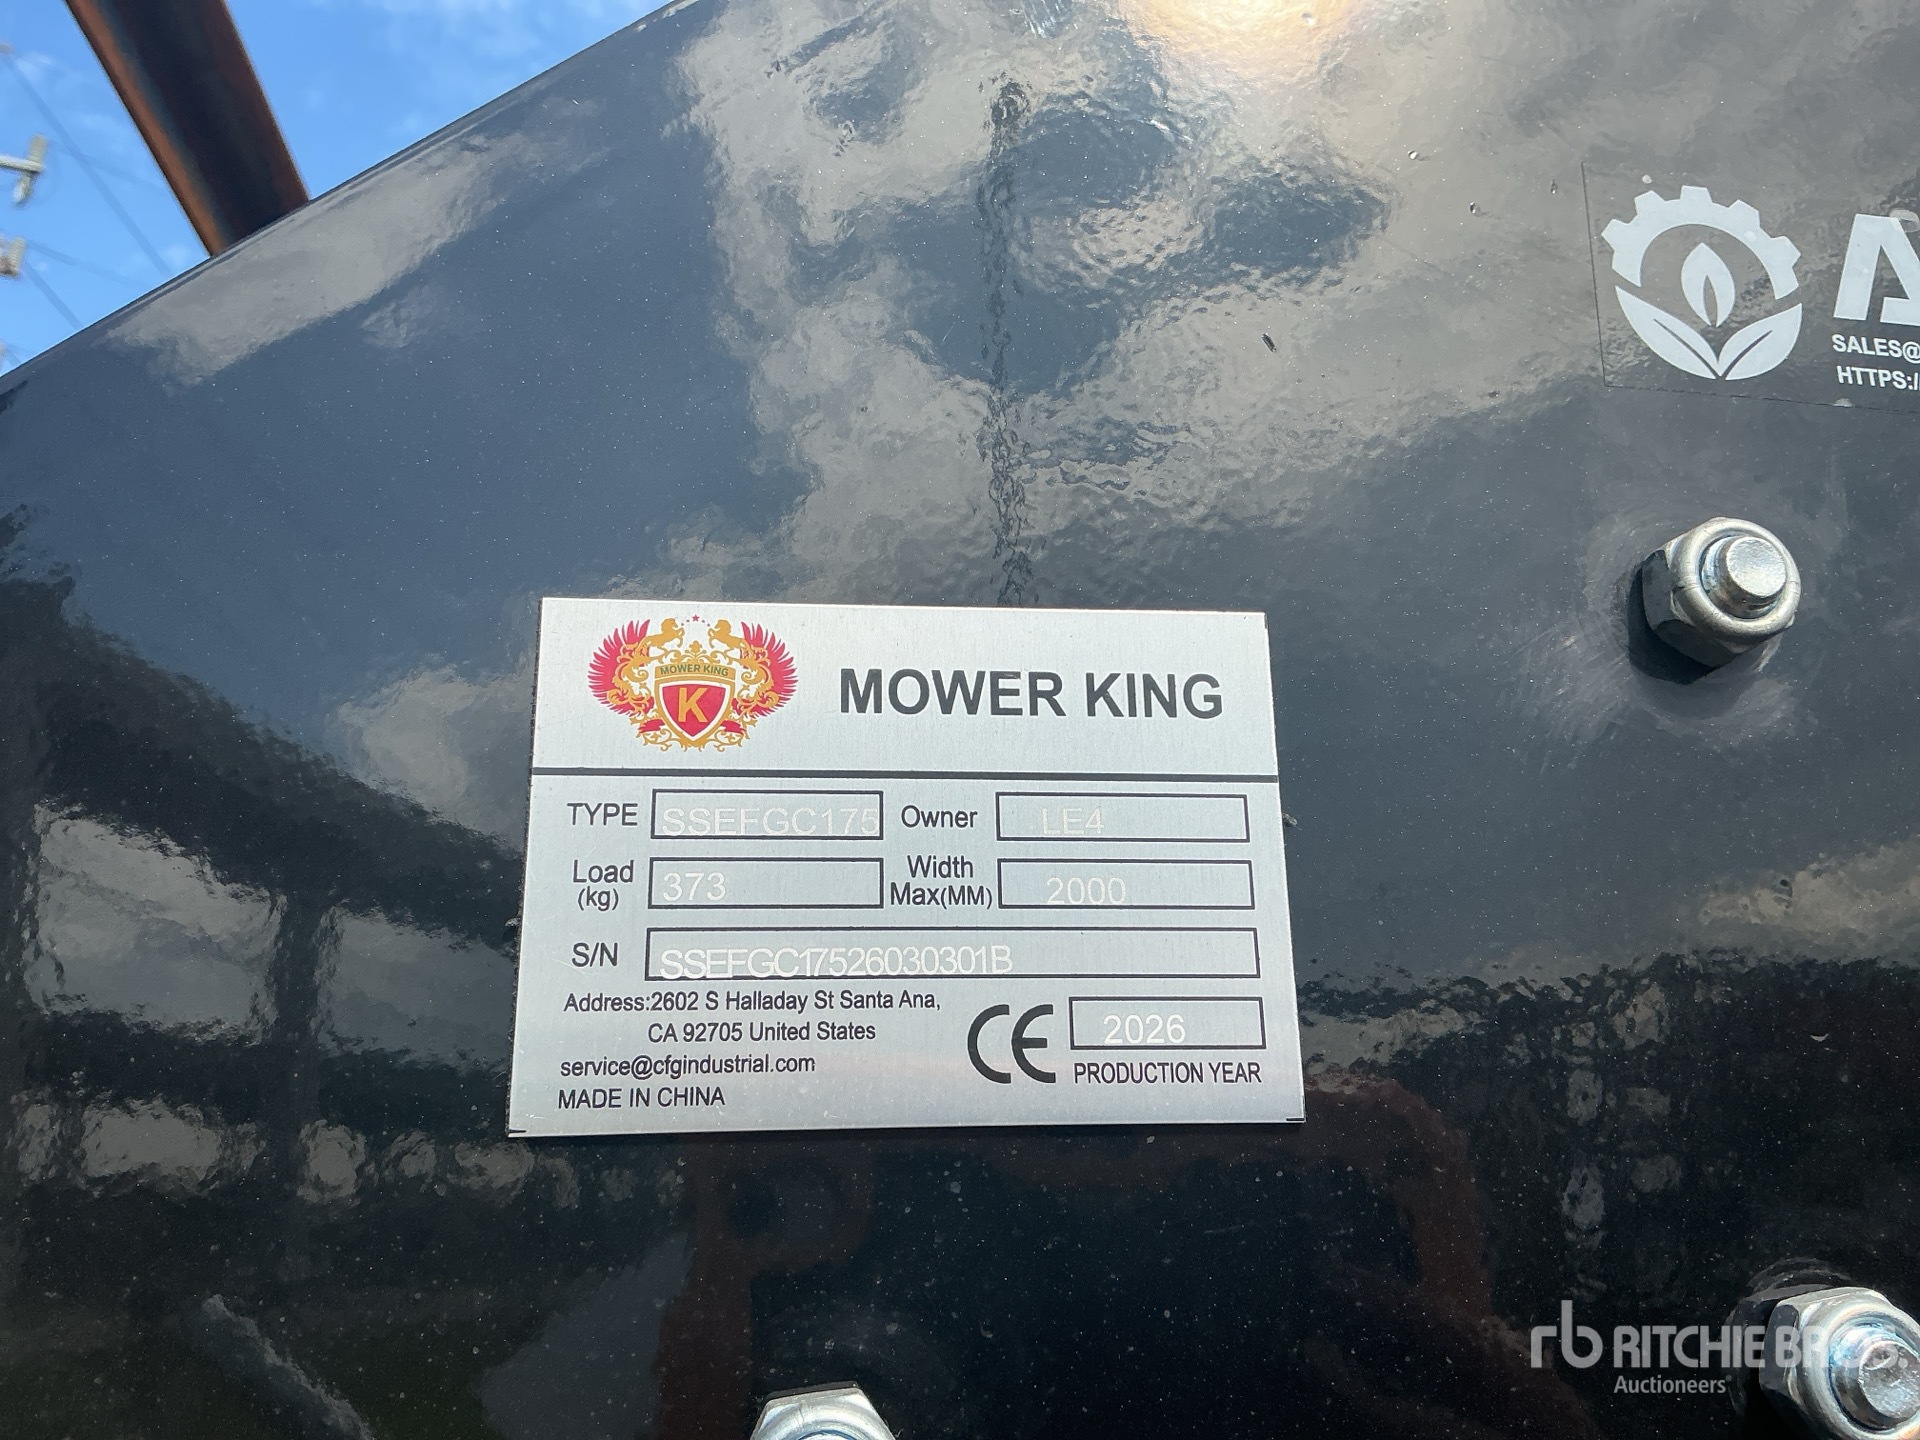 SALES@
HTTPS:/
MOWER KING
K
MOWER KING
TYPE SSEFGC175 Owner LE4
Load (kg) 373 Width Max(MM) 2000
S/N SSEFGC17526030301B
Address:2602 S Halladay St Santa Ana,
CA 92705 United States
service@cfgindustrial.com
MADE IN CHINA
CE 2026
PRODUCTION YEAR
rb RITCHIE BROS.
Auctioneers